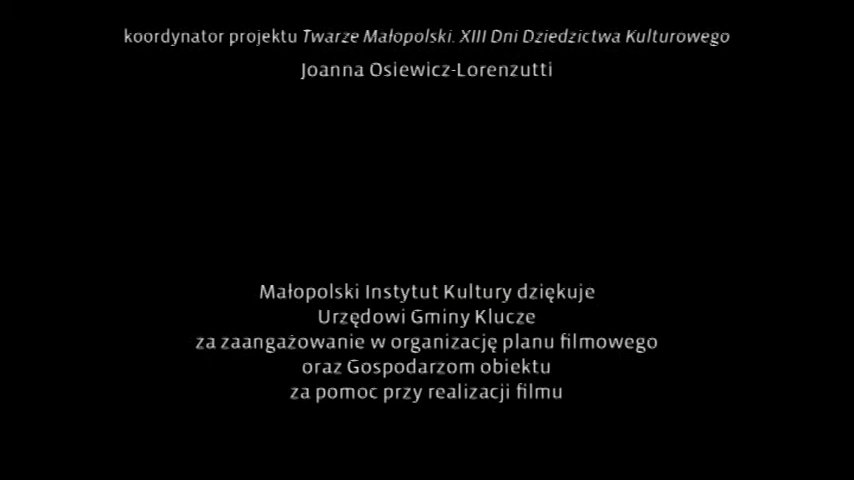 koordynator projektu Twarze Małopolski. XIII Dni Dziedzictwa Kulturowego
Joanna Osiewicz-Lorenzutti
Małopolski Instytut Kultury dziękuje
Urzędowi Gminy Klucze
za zaangażowanie w organizację planu filmowego
oraz Gospodarzom obiektu
za pomoc przy realizacji filmu